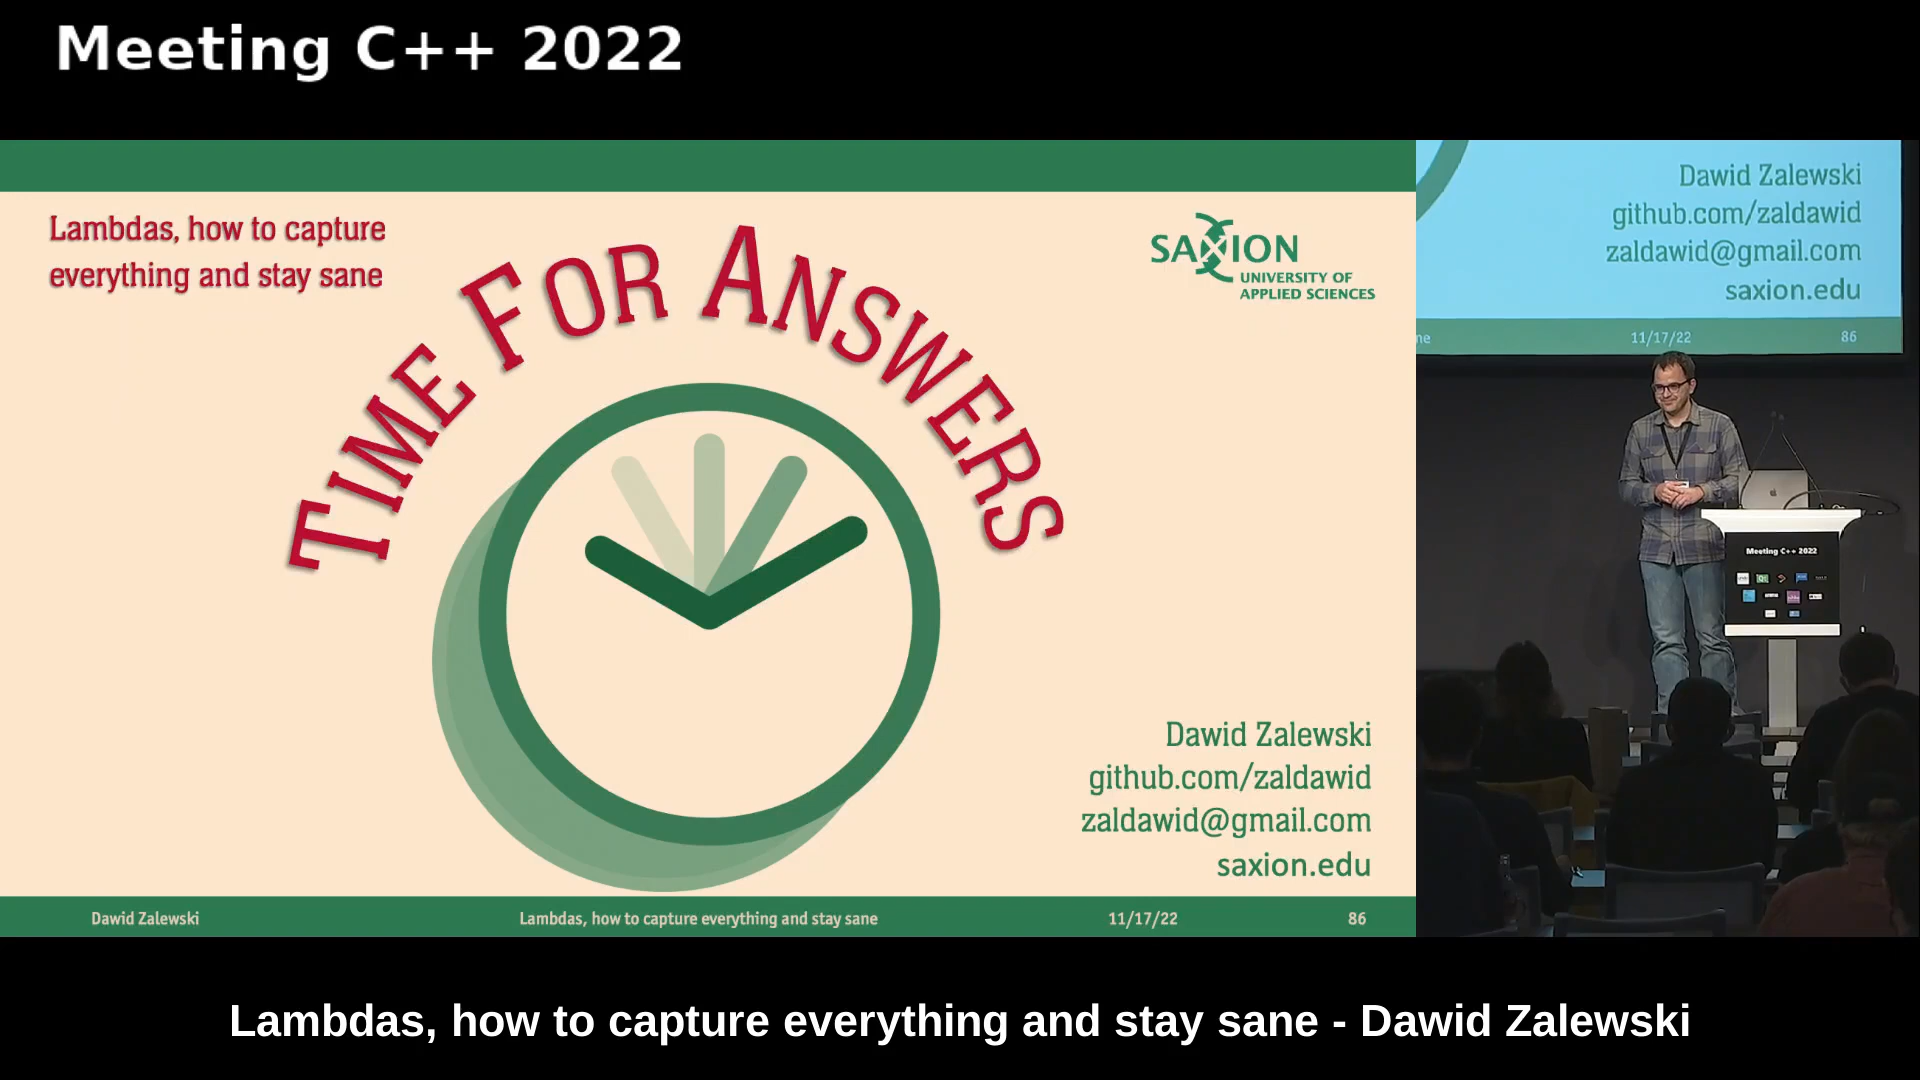 Meeting C++ 2022
Lambdas, how to capture
everything and stay sane
TIME FOR ANSWERS
SAXION
UNIVERSITY OF
APPLIED SCIENCES
Dawid Zalewski
github.com/zaldawid
zaldawid@gmail.com
saxion.edu
Dawid Zalewski
Lambdas, how to capture everything and stay sane
11/17/22
86
Dawid Zalewski
github.com/zaldawid
zaldawid@gmail.com
saxion.edu
ne
11/17/22
86
Meeting C++ 2022
Lambdas, how to capture everything and stay sane - Dawid Zalewski